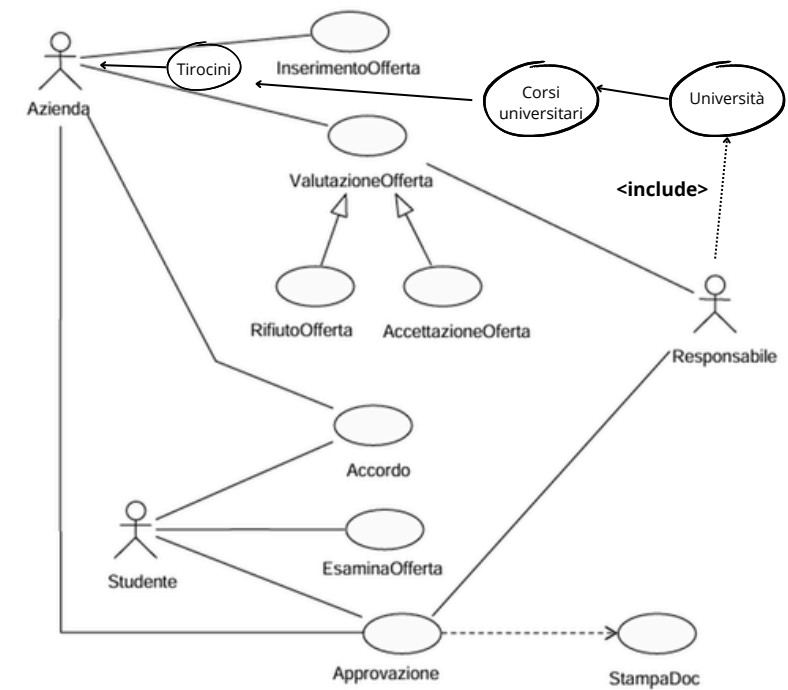 InserimentoOfferta
Tirocini
Azienda
Corsi
universitari
Università
ValutazioneOfferta
<include>
RifiutoOfferta
AccettazioneOferta
Responsabile
Accordo
EsaminaOfferta
Studente
Approvazione
StampaDoc